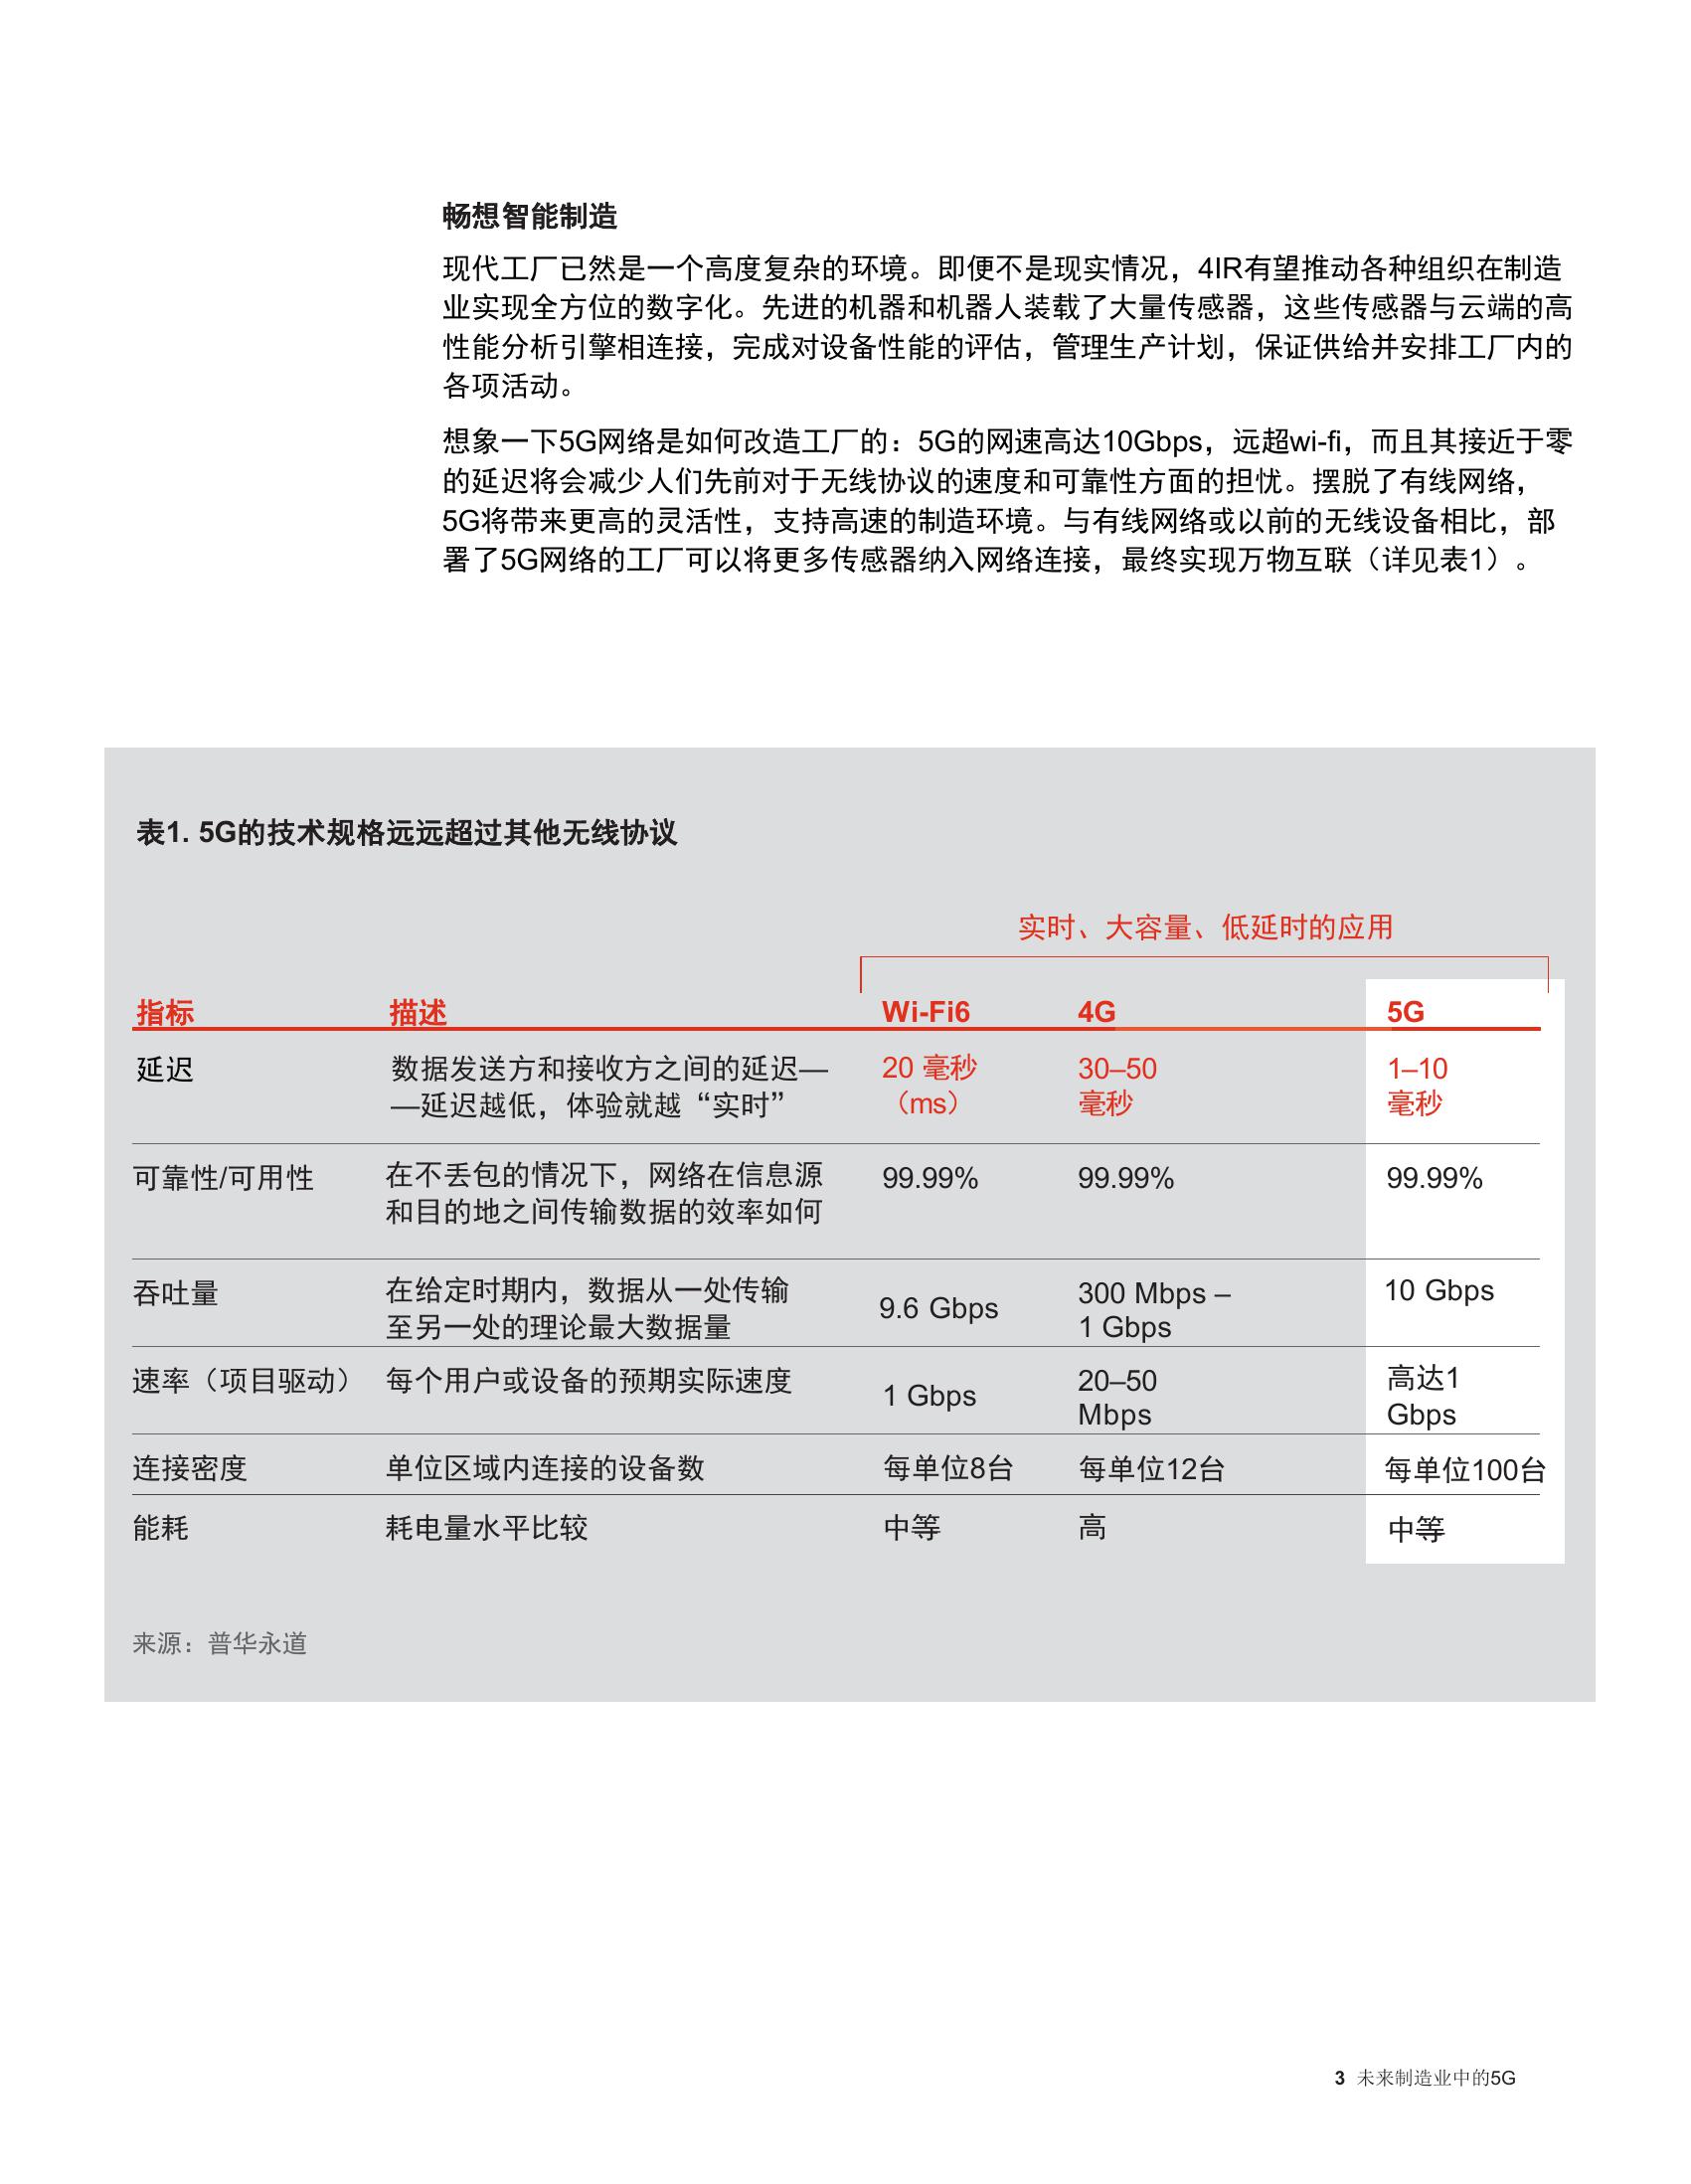 畅想智能制造
现代工厂已然是一个高度复杂的环境。即便不是现实情况，4IR有望推动各种组织在制造
业实现全方位的数字化。先进的机器和机器人装载了大量传感器，这些传感器与云端的高
性能分析引擎相连接，完成对设备性能的评估，管理生产计划，保证供给并安排工厂内的
各项活动。
想象一下5G网络是如何改造工厂的：5G的网速高达10Gbps，远超wi-fi，而且其接近于零
的延迟将会减少人们先前对于无线协议的速度和可靠性方面的担忧。摆脱了有线网络，
5G将带来更高的灵活性，支持高速的制造环境。与有线网络或以前的无线设备相比，部
署了5G网络的工厂可以将更多传感器纳入网络连接，最终实现万物互联（详见表1）。
表1. 5G的技术规格远远超过其他无线协议
实时、大容量、低延时的应用
指标 描述 Wi-Fi6 4G 5G
延迟 数据发送方和接收方之间的延迟— 20 毫秒 30–50 1–10
—延迟越低，体验就越“实时” （ms） 毫秒 毫秒
可靠性/可用性 在不丢包的情况下，网络在信息源 99.99% 99.99% 99.99%
和目的地之间传输数据的效率如何
吞吐量 在给定时期内，数据从一处传输 9.6 Gbps 300 Mbps – 10 Gbps
至另一处的理论最大数据量 1 Gbps
速率（项目驱动） 每个用户或设备的预期实际速度 1 Gbps 20–50 高达1
Mbps Gbps
连接密度 单位区域内连接的设备数 每单位8台 每单位12台 每单位100台
能耗 耗电量水平比较 中等 高 中等
来源：普华永道
3 未来制造业中的5G